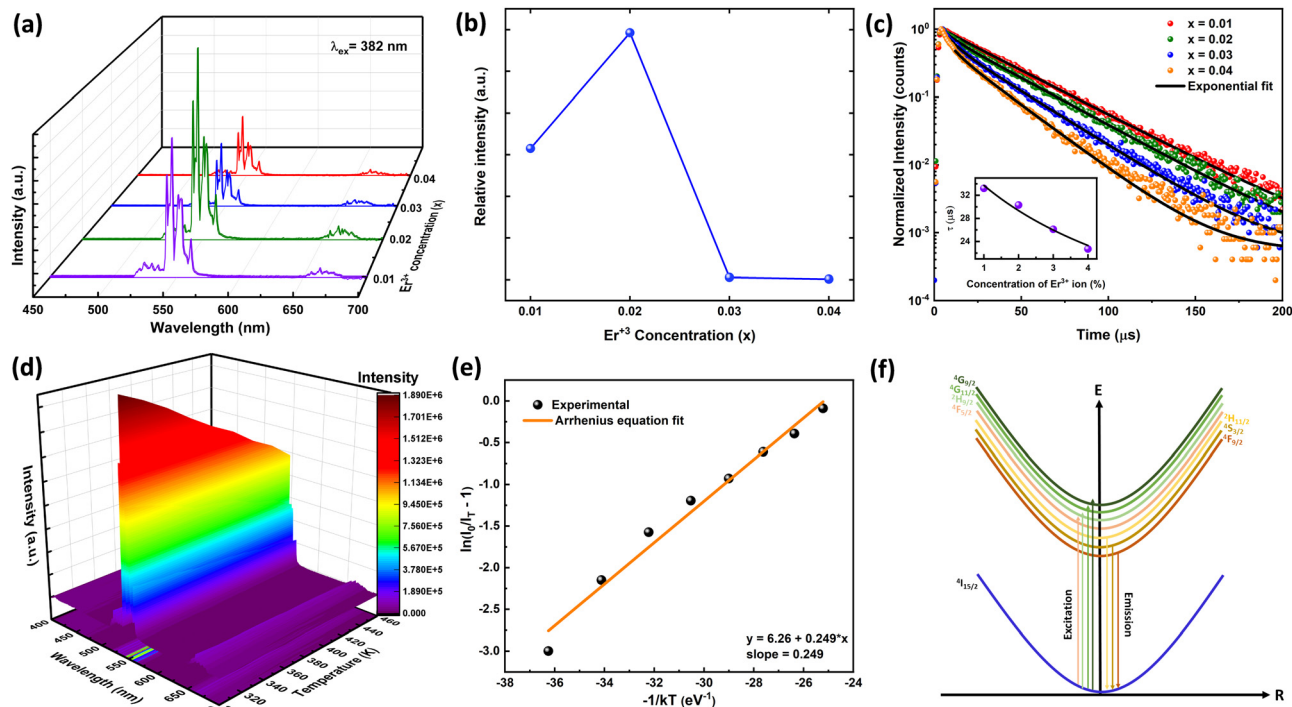 (a)
λex= 382 nm
Intensity (a.u.)
0.04
0.03
0.02
0.01
Er3+ concentration (x)
450
500
550
600
650
700
Wavelength (nm)
(b)
Relative intensity (a.u.)
0.01
0.02
0.03
0.04
Er+3 Concentration (x)
(c)
x = 0.01
x = 0.02
x = 0.03
x = 0.04
Exponential fit
Normalized Intensity (counts)
10^0
10^-1
10^-2
10^-3
10^-4
τ (μs)
32
28
24
1
2
3
4
Concentration of Er3+ ion (%)
0
50
100
150
200
Time (μs)
(d)
Intensity
1.890E+6
1.701E+6
1.512E+6
1.323E+6
1.134E+6
9.450E+5
7.560E+5
5.670E+5
3.780E+5
1.890E+5
0.000
Intensity (a.u.)
400
450
500
550
600
650
Wavelength (nm)
320
340
360
380
400
420
440
460
Temperature (K)
(e)
Experimental
Arrhenius equation fit
ln(I0/IT - 1)
0.0
-0.5
-1.0
-1.5
-2.0
-2.5
-3.0
y = 6.26 + 0.249*x
slope = 0.249
-38
-36
-34
-32
-30
-28
-26
-24
-1/kT (eV-1)
(f)
E
4G9/2
4G11/2
2H9/2
2H11/2
4S3/2
4F9/2
4I15/2
Excitation
Emission
R